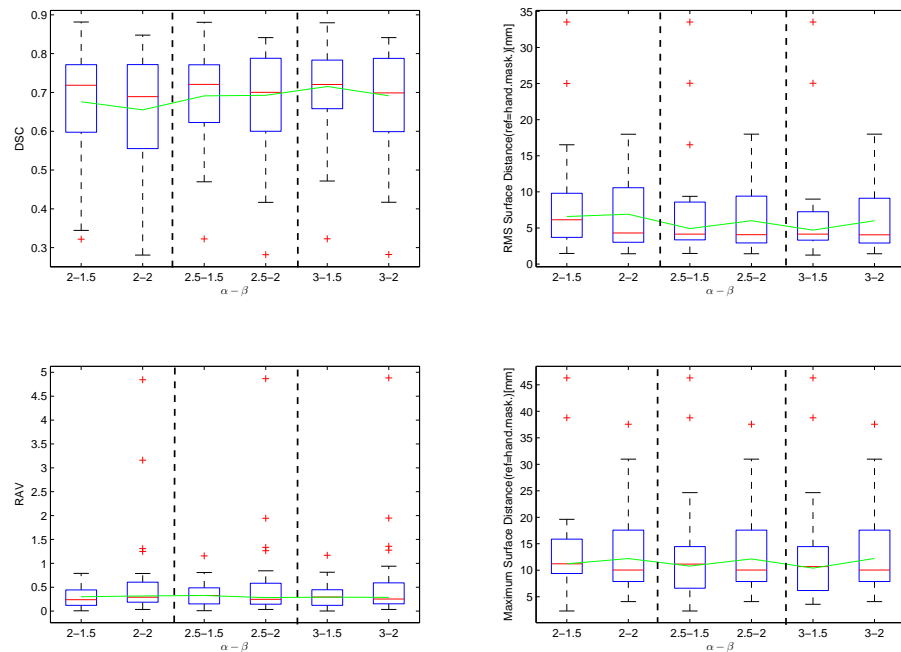 0.9
0.8
0.7
0.6
0.5
0.4
0.3
DSC
2–1.5 2–2 2.5–1.5 2.5–2 3–1.5 3–2
α – β
35
30
25
20
15
10
5
0
RMS Surface Distance(ref=hand.mask.)[mm]
2–1.5 2–2 2.5–1.5 2.5–2 3–1.5 3–2
α – β
5
4.5
4
3.5
3
2.5
2
1.5
1
0.5
0
RAV
2–1.5 2–2 2.5–1.5 2.5–2 3–1.5 3–2
α – β
45
40
35
30
25
20
15
10
5
Maximum Surface Distance(ref=hand.mask.)[mm]
2–1.5 2–2 2.5–1.5 2.5–2 3–1.5 3–2
α – β